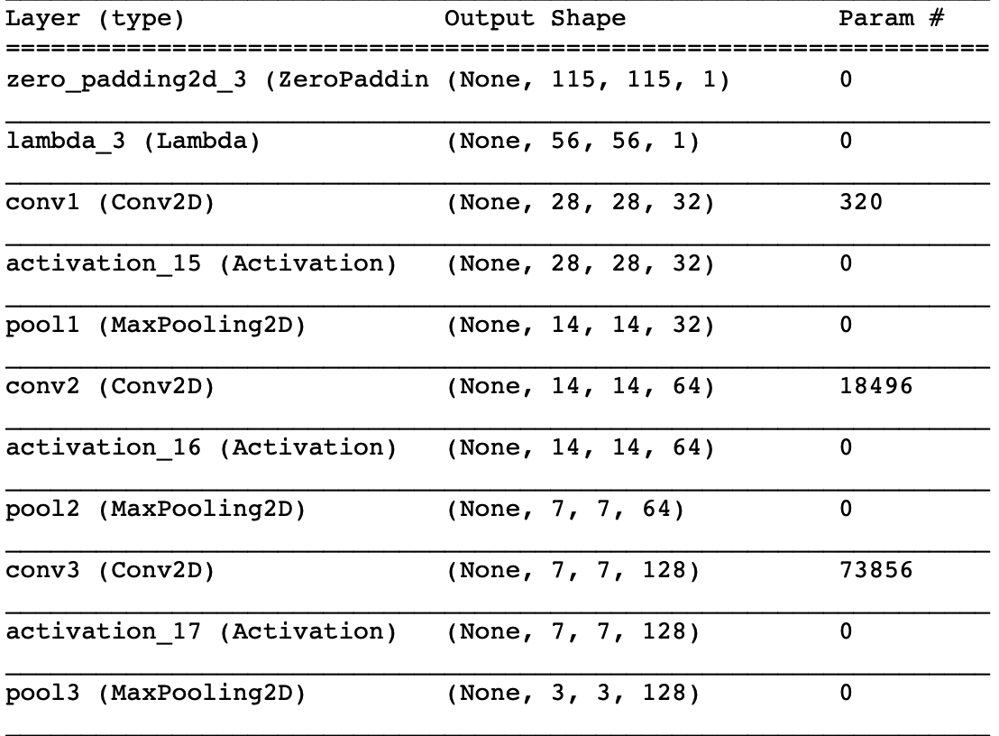 Layer (type) Output Shape Param #
=================================================================
zero_padding2d_3 (ZeroPaddin (None, 115, 115, 1) 0
lambda_3 (Lambda) (None, 56, 56, 1) 0
conv1 (Conv2D) (None, 28, 28, 32) 320
activation_15 (Activation) (None, 28, 28, 32) 0
pool1 (MaxPooling2D) (None, 14, 14, 32) 0
conv2 (Conv2D) (None, 14, 14, 64) 18496
activation_16 (Activation) (None, 14, 14, 64) 0
pool2 (MaxPooling2D) (None, 7, 7, 64) 0
conv3 (Conv2D) (None, 7, 7, 128) 73856
activation_17 (Activation) (None, 7, 7, 128) 0
pool3 (MaxPooling2D) (None, 3, 3, 128) 0